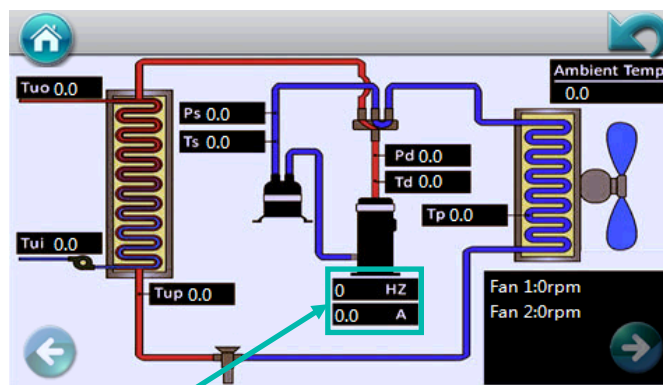 Ambient Temp
0.0
Tuo 0.0
Ps 0.0
Ts 0.0
Pd 0.0
Td 0.0
Tp 0.0
Tui 0.0
Tup 0.0
0 HZ
0.0 A
Fan 1:0rpm
Fan 2:0rpm